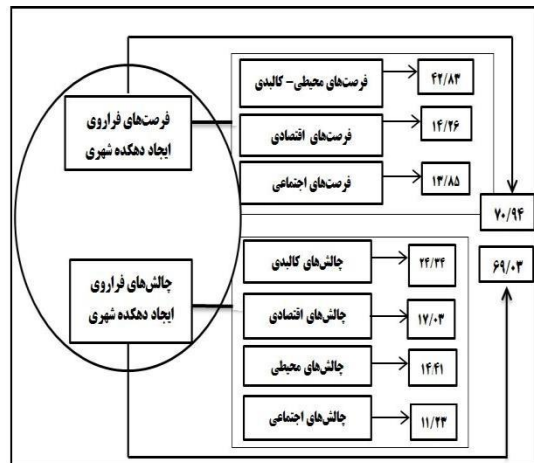 فرصت‌های فراروی
ایجاد دهکده شهری
فرصت‌های محیطی- کالبدی
۴۲/۸۳
فرصت‌های اقتصادی
۱۴/۲۶
فرصت‌های اجتماعی
۱۳/۸۵
۷۰/۹۴
چالش‌های فراروی
ایجاد دهکده شهری
چالش‌های کالبدی
۲۴/۳۴
چالش‌های اقتصادی
۱۷/۰۳
چالش‌های محیطی
۱۴/۴۱
چالش‌های اجتماعی
۱۱/۲۳
۶۹/۰۳